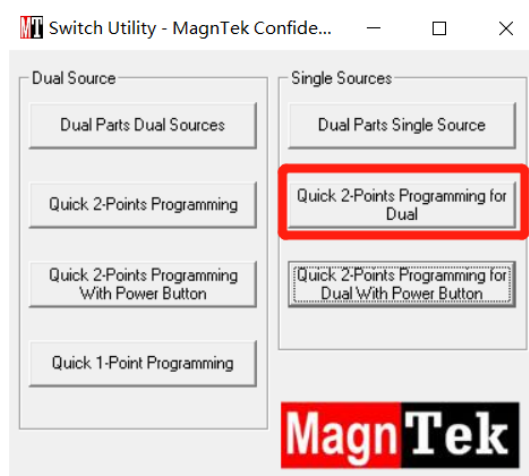 Switch Utility - MagnTek Confide...
Dual Source
Dual Parts Dual Sources
Quick 2-Points Programming
Quick 2-Points Programming
With Power Button
Quick 1-Point Programming
Single Sources
Dual Parts Single Source
Quick 2-Points Programming for
Dual
Quick 2-Points Programming for
Dual With Power Button
MagnTek